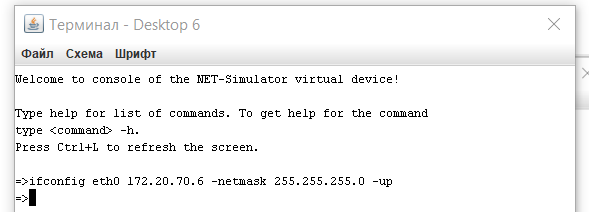 Терминал - Desktop 6
Файл Схема Шрифт
Welcome to console of the NET-Simulator virtual device!
Type help for list of commands. To get help for the command
type <command> -h.
Press Ctrl+L to refresh the screen.
=>ifconfig eth0 172.20.70.6 -netmask 255.255.255.0 -up
=>